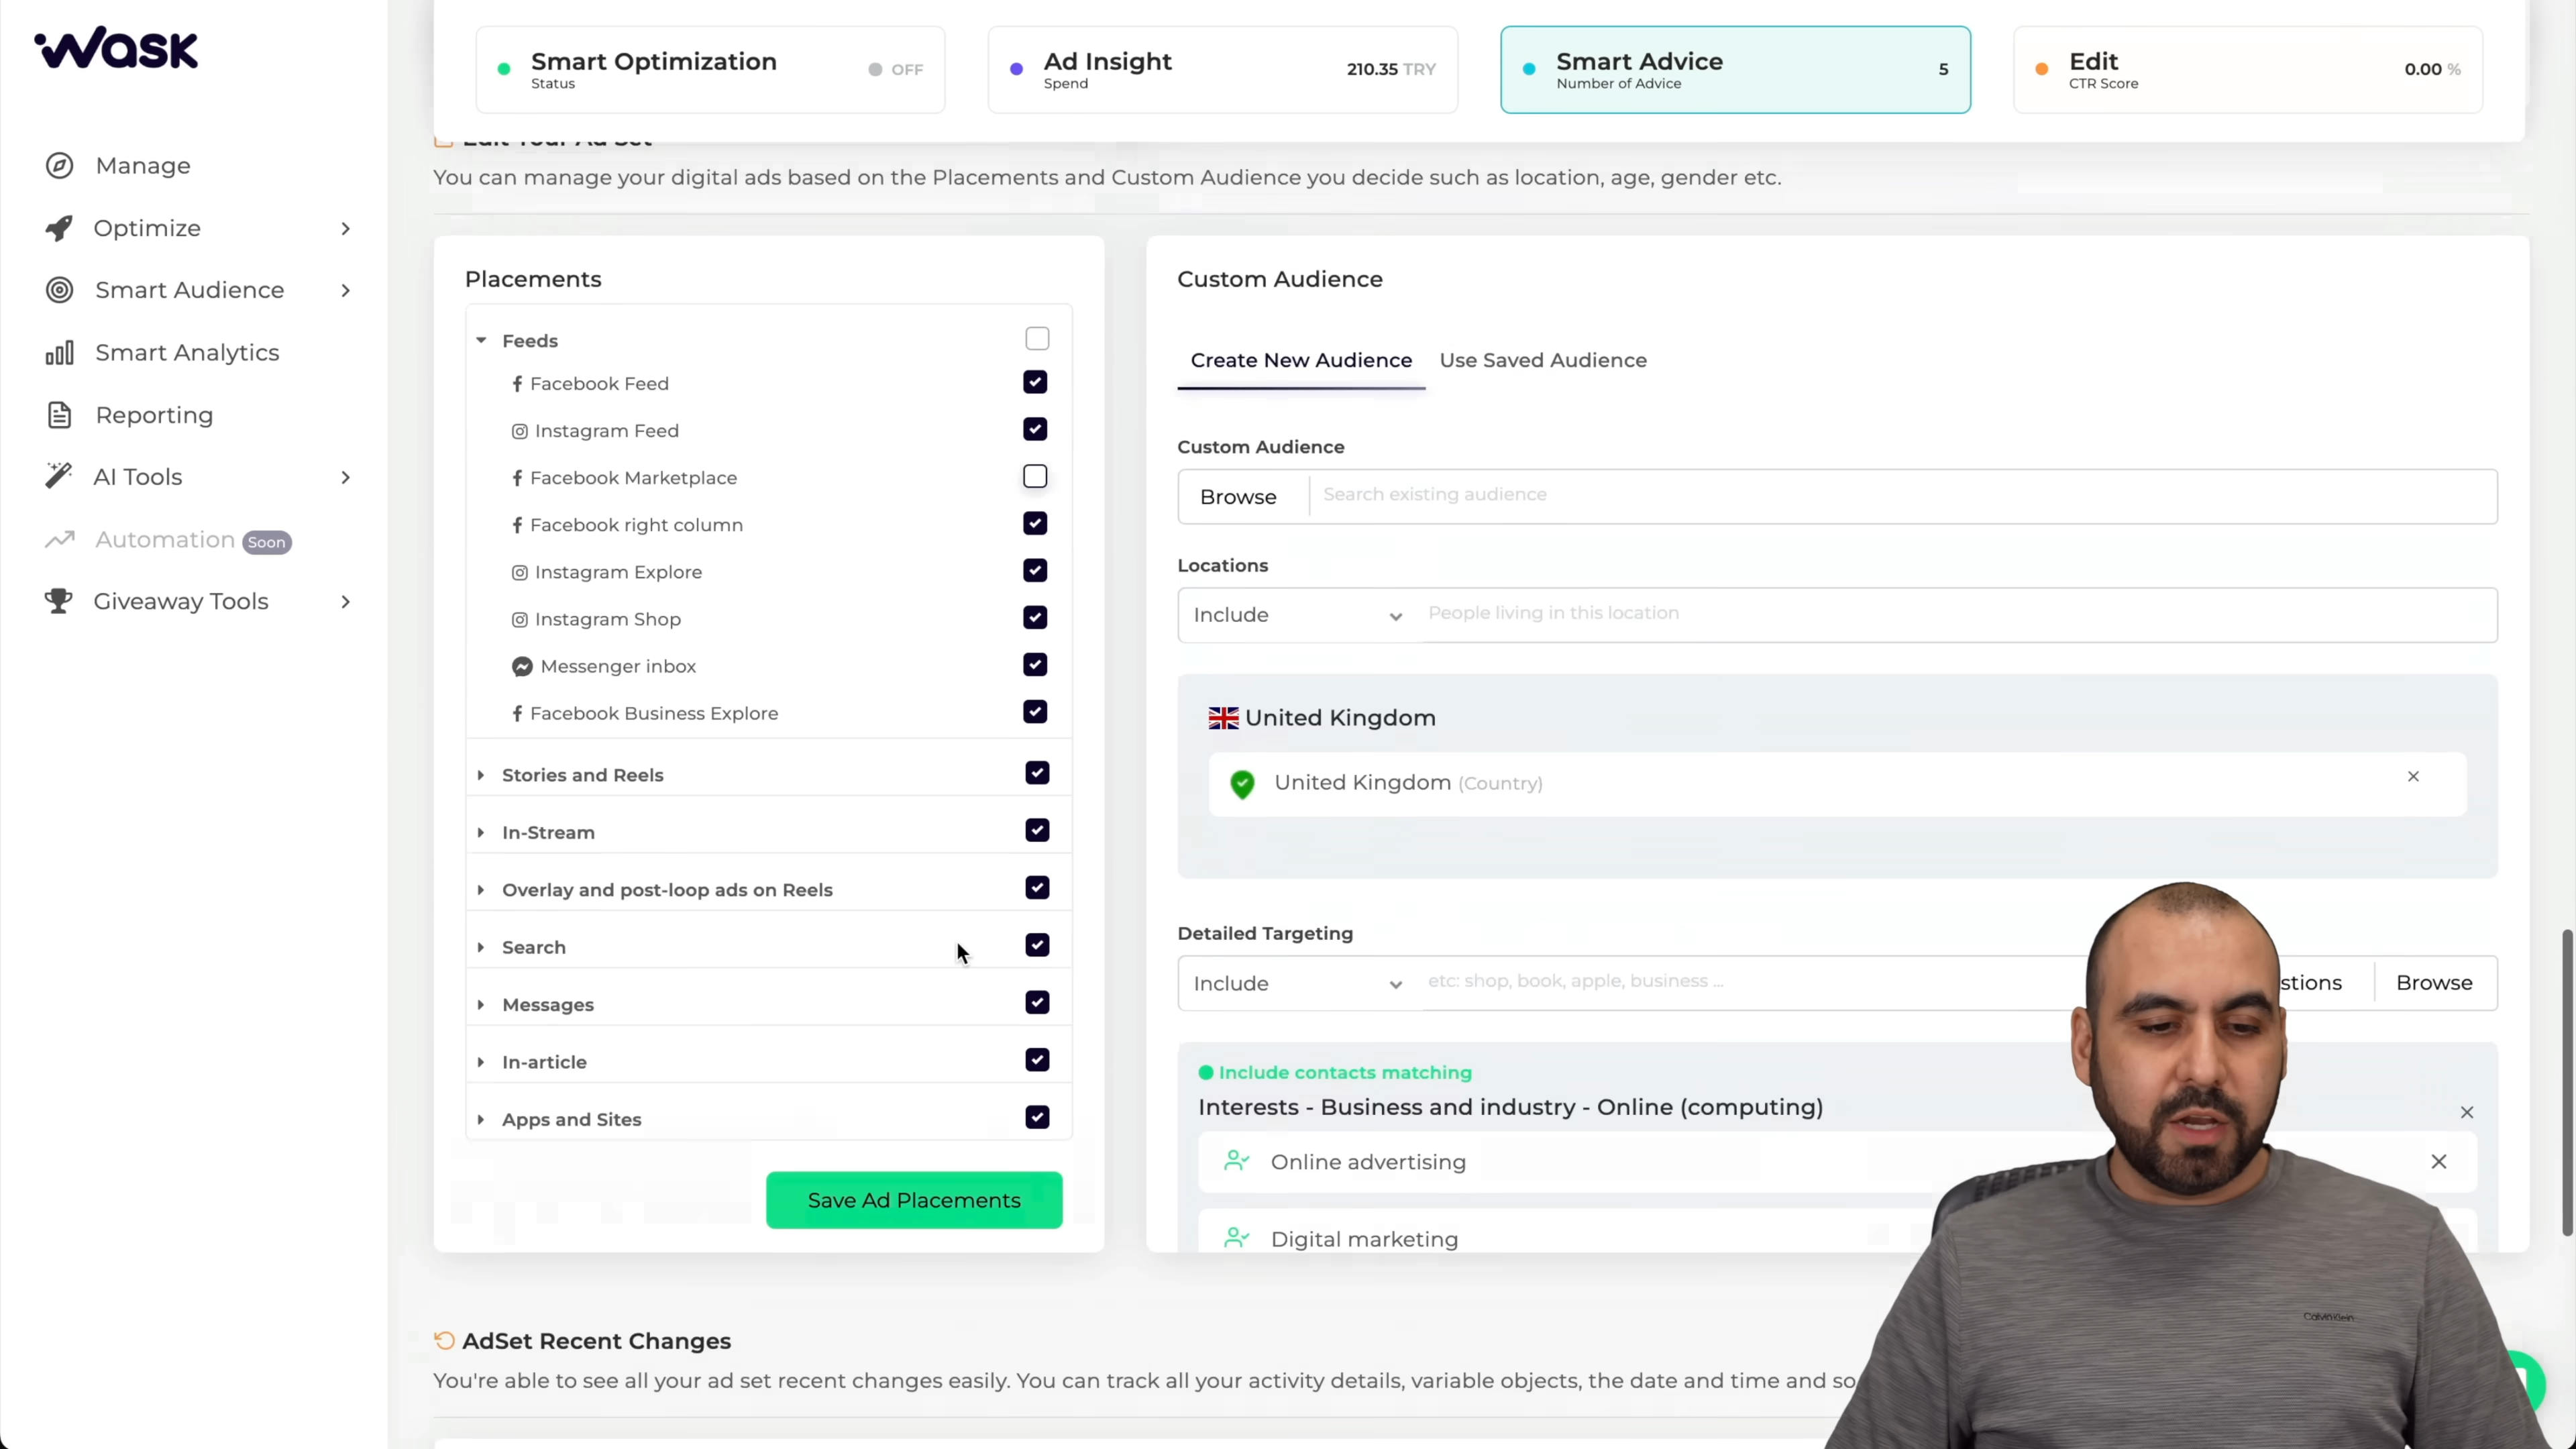 Wask
Manage
Optimize
Smart Audience
Smart Analytics
Reporting
AI Tools
Automation Soon
Giveaway Tools
Smart Optimization
Status
OFF
Ad Insight
Spend
210.35 TRY
Smart Advice
Number of Advice
5
Edit
CTR Score
0.00 %
Edit Your Ad Set
You can manage your digital ads based on the Placements and Custom Audience you decide such as location, age, gender etc.
Placements
Feeds
Facebook Feed
Instagram Feed
Facebook Marketplace
Facebook right column
Instagram Explore
Instagram Shop
Messenger inbox
Facebook Business Explore
Stories and Reels
In-Stream
Overlay and post-loop ads on Reels
Search
Messages
In-article
Apps and Sites
Save Ad Placements
Custom Audience
Create New Audience Use Saved Audience
Custom Audience
Browse Search existing audience
Locations
Include People living in this location
United Kingdom
United Kingdom (Country)
Detailed Targeting
Include etc: shop, book, apple, business ... stions Browse
Include contacts matching
Interests - Business and industry - Online (computing)
Online advertising
Digital marketing
AdSet Recent Changes
You're able to see all your ad set recent changes easily. You can track all your activity details, variable objects, the date and time and so
Calvin Klein